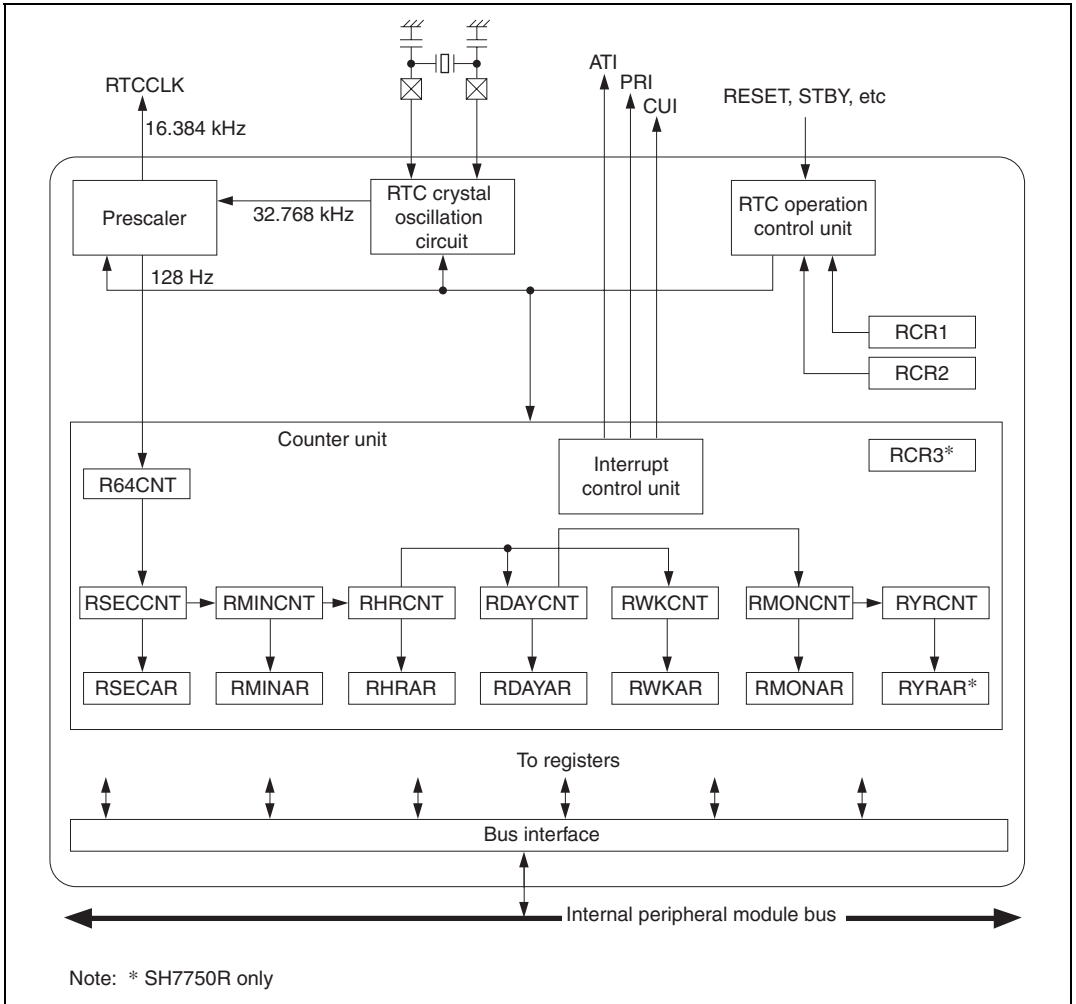 ATI
PRI
CUI
RTCCLK
RESET, STBY, etc
16.384 kHz
Prescaler
32.768 kHz
RTC crystal
oscillation
circuit
RTC operation
control unit
128 Hz
RCR1
RCR2
Counter unit
Interrupt
control unit
RCR3*
R64CNT
RSECCNT
RMINCNT
RHRCNT
RDAYCNT
RWKCNT
RMONCNT
RYRCNT
RSECAR
RMINAR
RHRAR
RDAYAR
RWKAR
RMONAR
RYRAR*
To registers
Bus interface
Internal peripheral module bus
Note: * SH7750R only